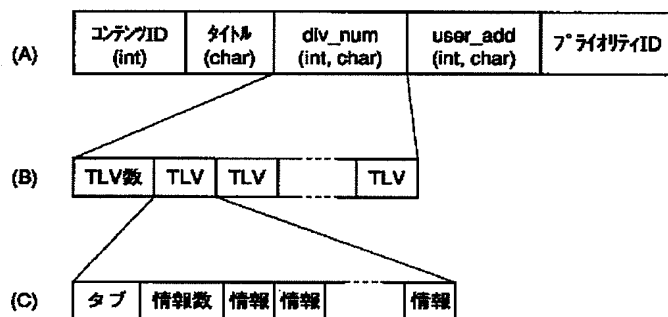 (A)
コンテンツID
(int)
タイトル
(char)
div_num
(int, char)
user_add
(int, char)
プライオリティID
(B)
TLV数
TLV
TLV
TLV
(C)
タブ
情報数
情報
情報
情報